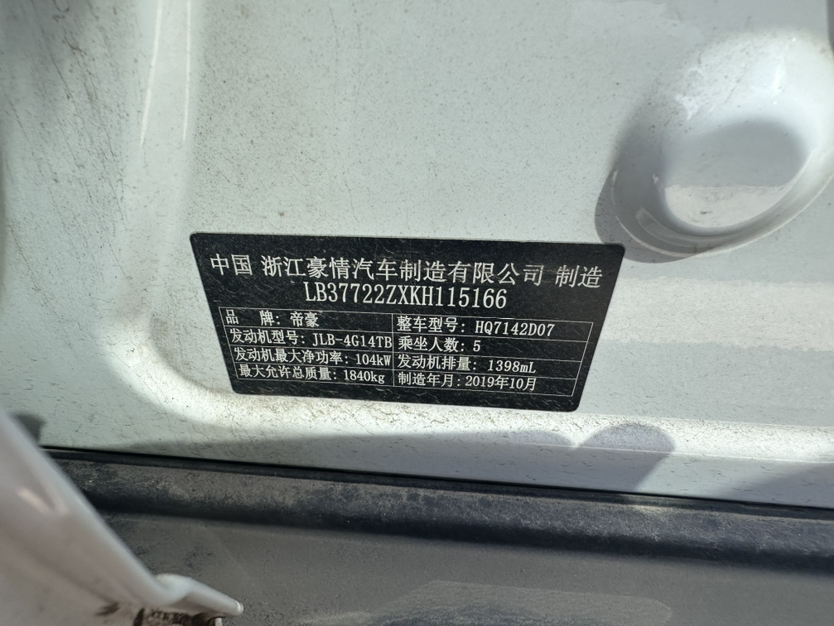 中国 浙江豪情汽车制造有限公司 制造
LB37722ZXKH115166
品 牌: 帝豪 整车型号: HQ7142D07
发动机型号: JLB-4G14TB 乘坐人数: 5
发动机最大净功率: 104kW 发动机排量: 1398mL
最大允许总质量: 1840kg 制造年月: 2019年10月